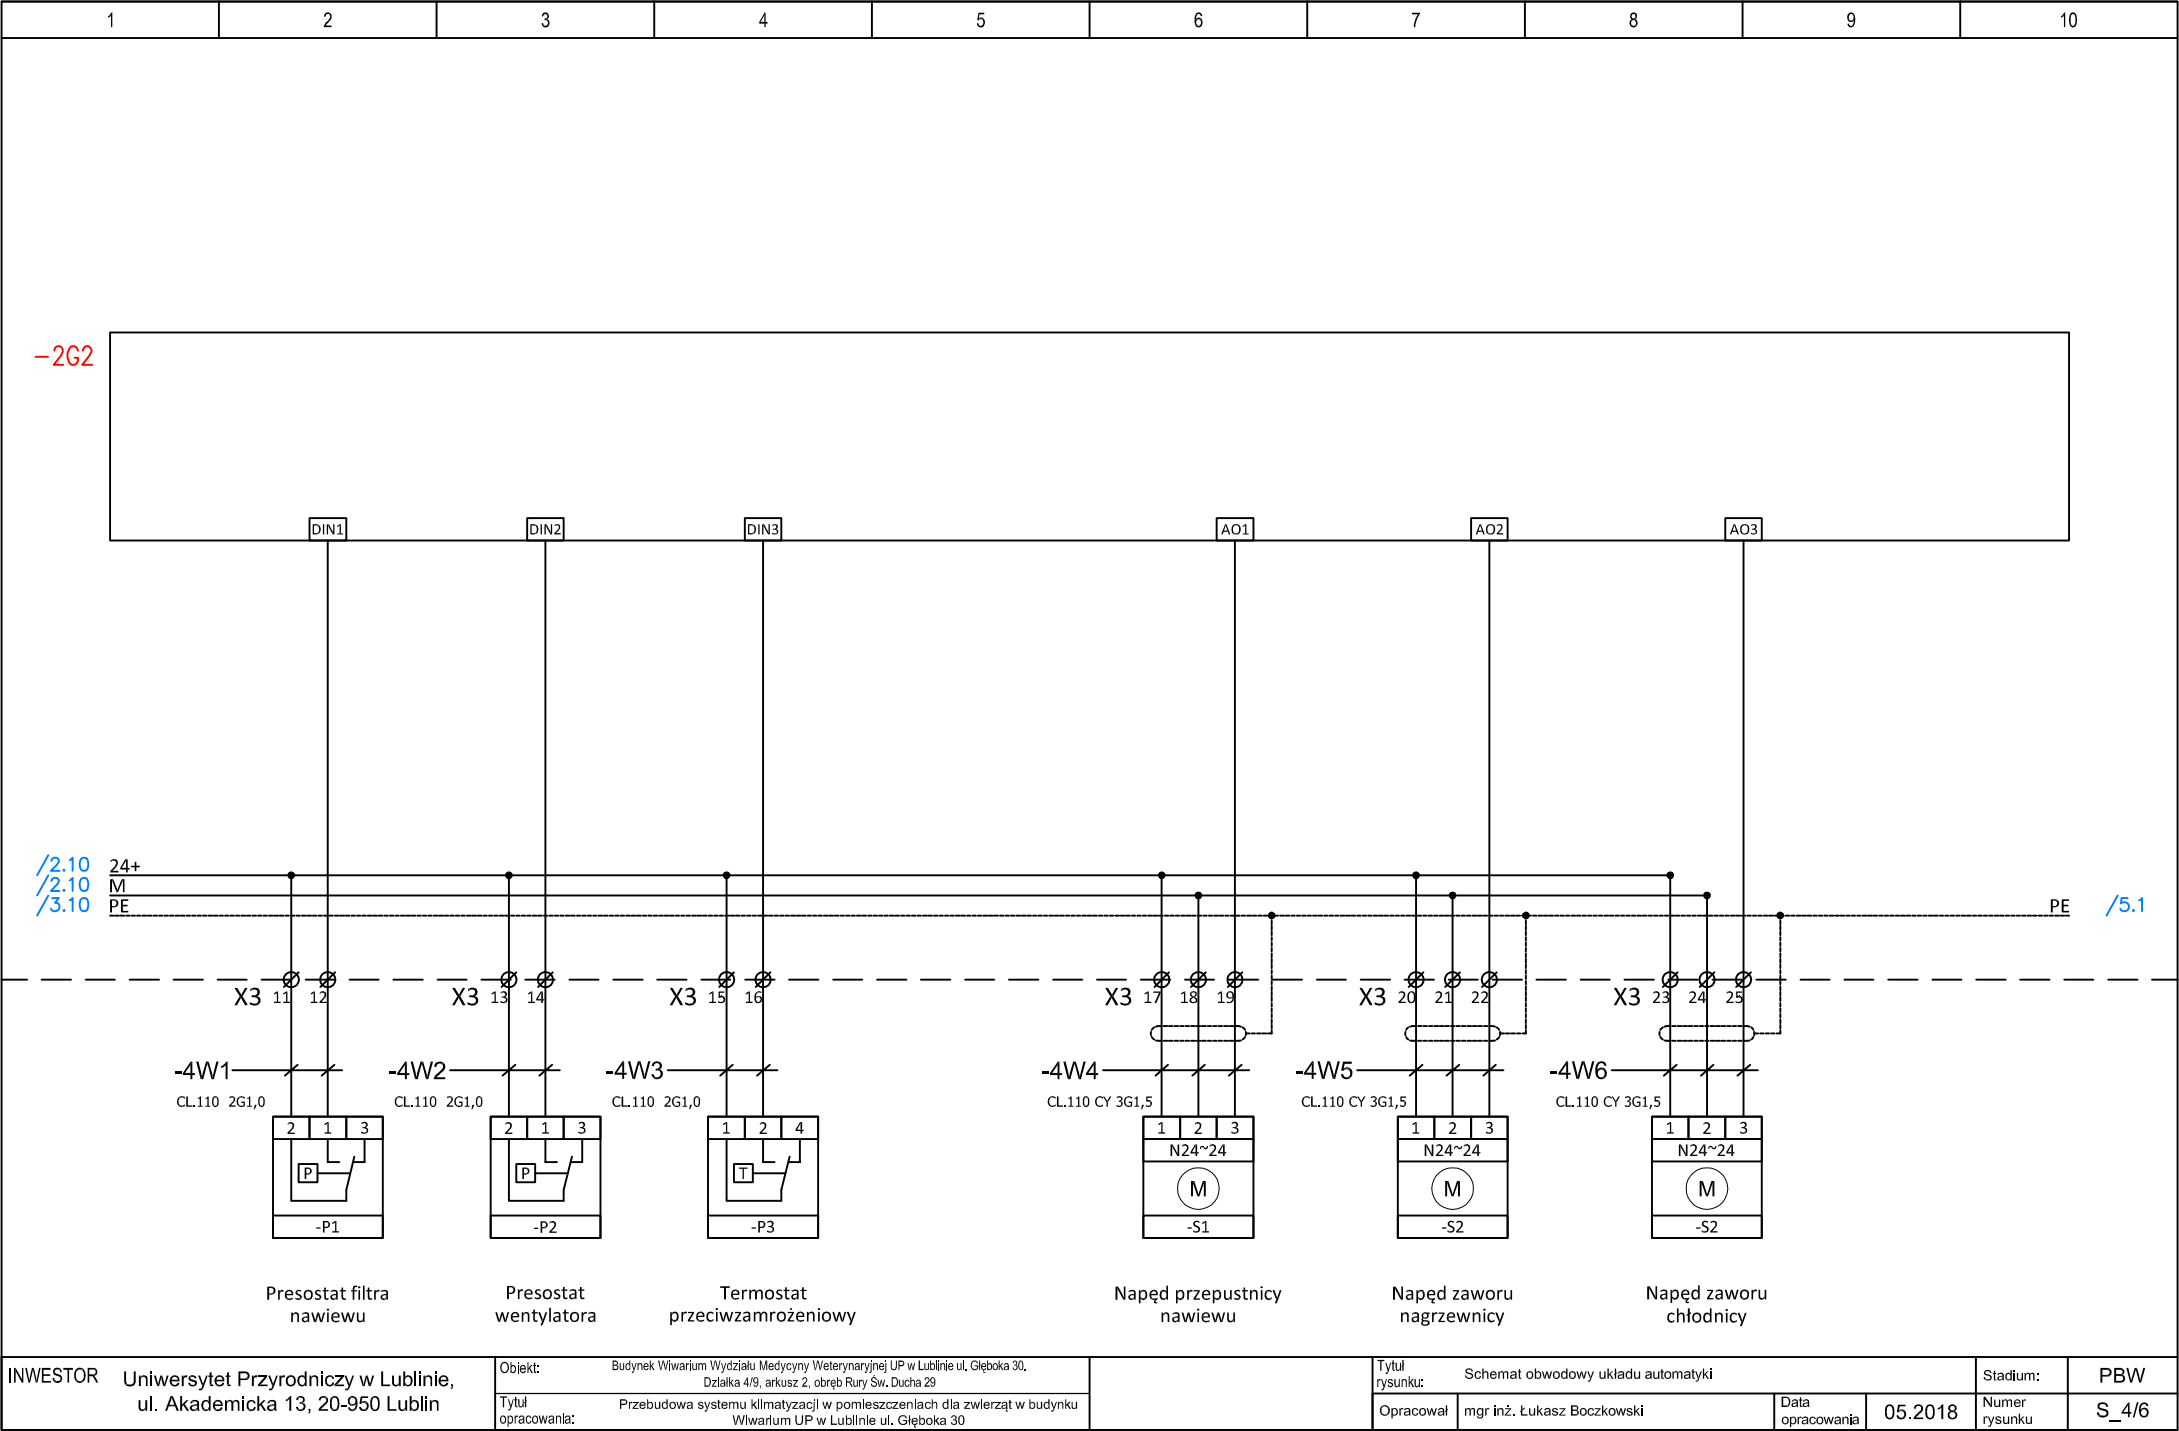 1 2 3 4 5 6 7 8 9 10
-2G2
DIN1 DIN2 DIN3 AO1 AO2 AO3
/2.10 24+
/2.10 M
/3.10 PE PE /5.1
X3 11 12 X3 13 14 X3 15 16 X3 17 18 19 X3 20 21 22 X3 23 24 25
-4W1 -4W2 -4W3 -4W4 -4W5 -4W6
CL.110 2G1,0 CL.110 2G1,0 CL.110 2G1,0 CL.110 CY 3G1,5 CL.110 CY 3G1,5 CL.110 CY 3G1,5
2 1 3 2 1 3 1 2 4 1 2 3 1 2 3 1 2 3
N24~24 N24~24 N24~24
P P T M M M
-P1 -P2 -P3 -S1 -S2 -S2
Presostat filtra
nawiewu
Presostat
wentylatora
Termostat
przeciwzamrożeniowy
Napęd przepustnicy
nawiewu
Napęd zaworu
nagrzewnicy
Napęd zaworu
chłodnicy
INWESTOR
Uniwersytet Przyrodniczy w Lublinie,
ul. Akademicka 13, 20-950 Lublin
Obiekt:
Budynek Wiwarium Wydziału Medycyny Weterynaryjnej UP w Lublinie ul. Głęboka 30.
Działka 4/9, arkusz 2, obręb Rury Św. Ducha 29
Tytuł
opracowania:
Przebudowa systemu klimatyzacji w pomieszczeniach dla zwierząt w budynku
Wiwarium UP w Lublinie ul. Głęboka 30
Tytuł
rysunku:
Schemat obwodowy układu automatyki
Stadium: PBW
Opracował mgr inż. Łukasz Boczkowski
Data
opracowania
05.2018
Numer
rysunku
S_4/6